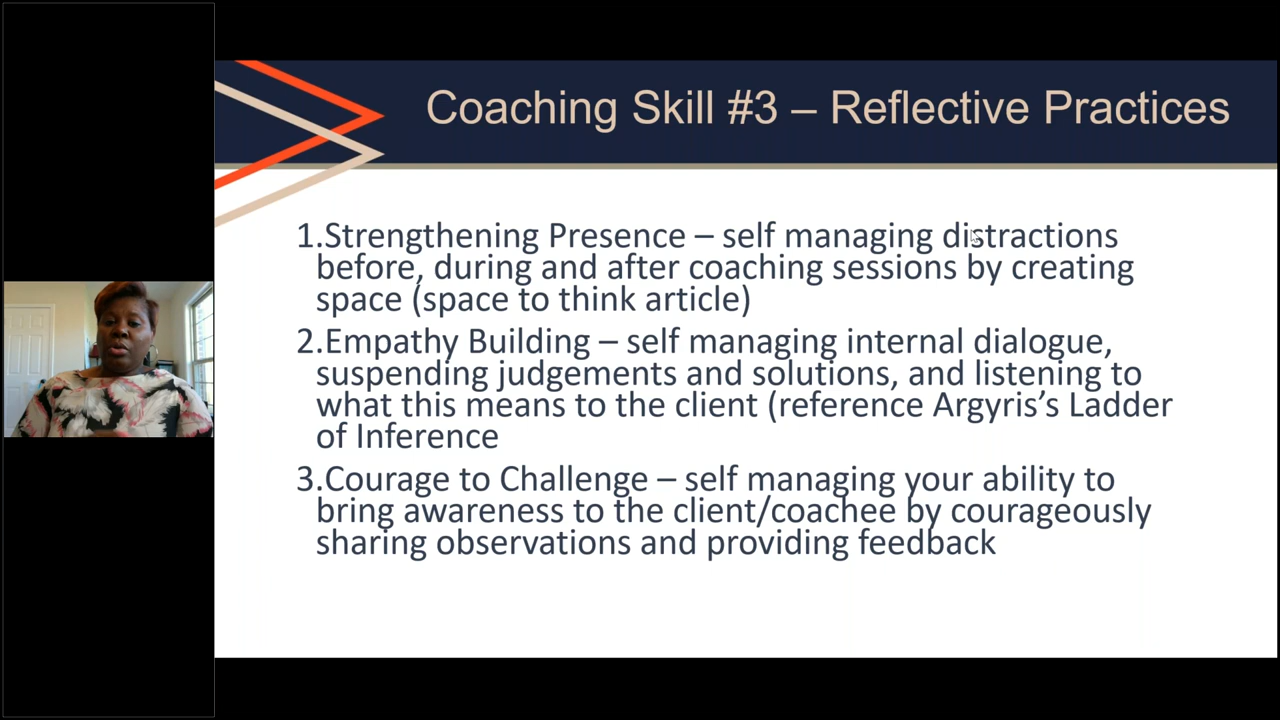 Coaching Skill #3 – Reflective Practices
1.Strengthening Presence – self managing distractions
before, during and after coaching sessions by creating
space (space to think article)
2.Empathy Building – self managing internal dialogue,
suspending judgements and solutions, and listening to
what this means to the client (reference Argyris’s Ladder
of Inference
3.Courage to Challenge – self managing your ability to
bring awareness to the client/coachee by courageously
sharing observations and providing feedback